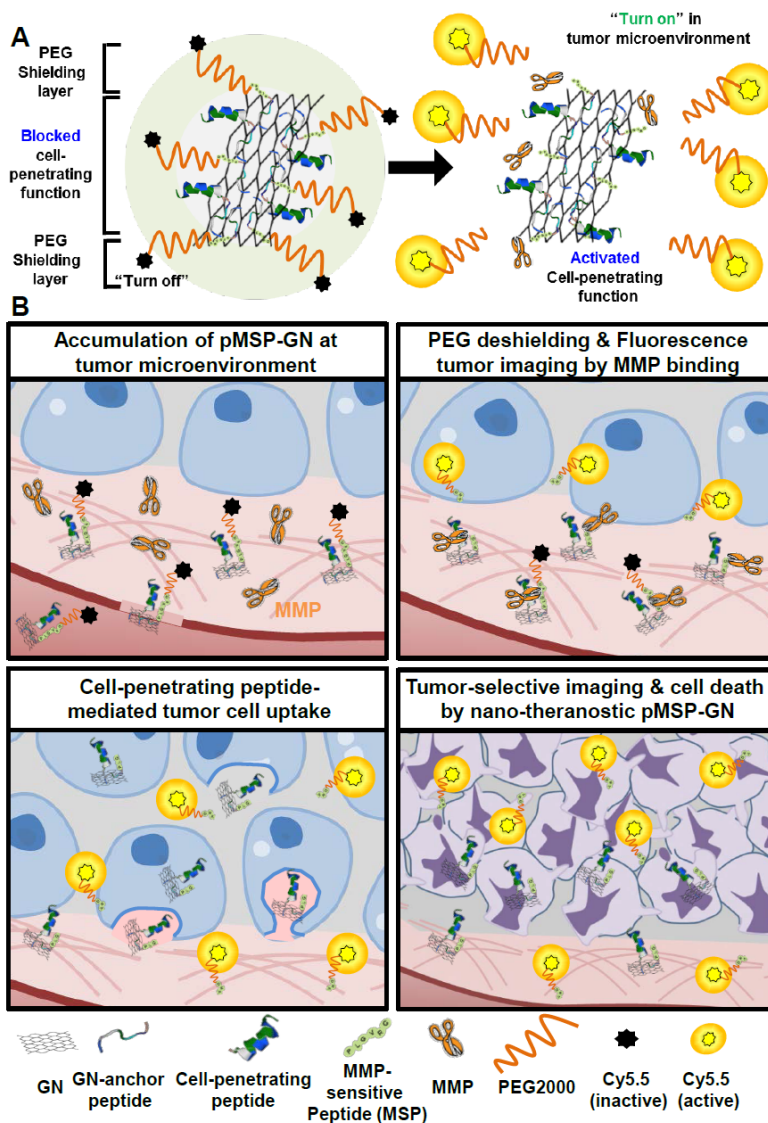 A
PEG
Shielding
layer
Blocked
cell-
penetrating
function
PEG
Shielding
layer
“Turn off”
“Turn on” in
tumor microenvironment
Activated
Cell-penetrating
function
B
Accumulation of pMSP-GN at
tumor microenvironment
MMP
PEG deshielding & Fluorescence
tumor imaging by MMP binding
Cell-penetrating peptide-
mediated tumor cell uptake
Tumor-selective imaging & cell death
by nano-theranostic pMSP-GN
GN
GN-anchor
peptide
Cell-penetrating
peptide
PLGVRG
MMP-
sensitive
Peptide (MSP)
MMP
PEG2000
Cy5.5
(inactive)
Cy5.5
(active)